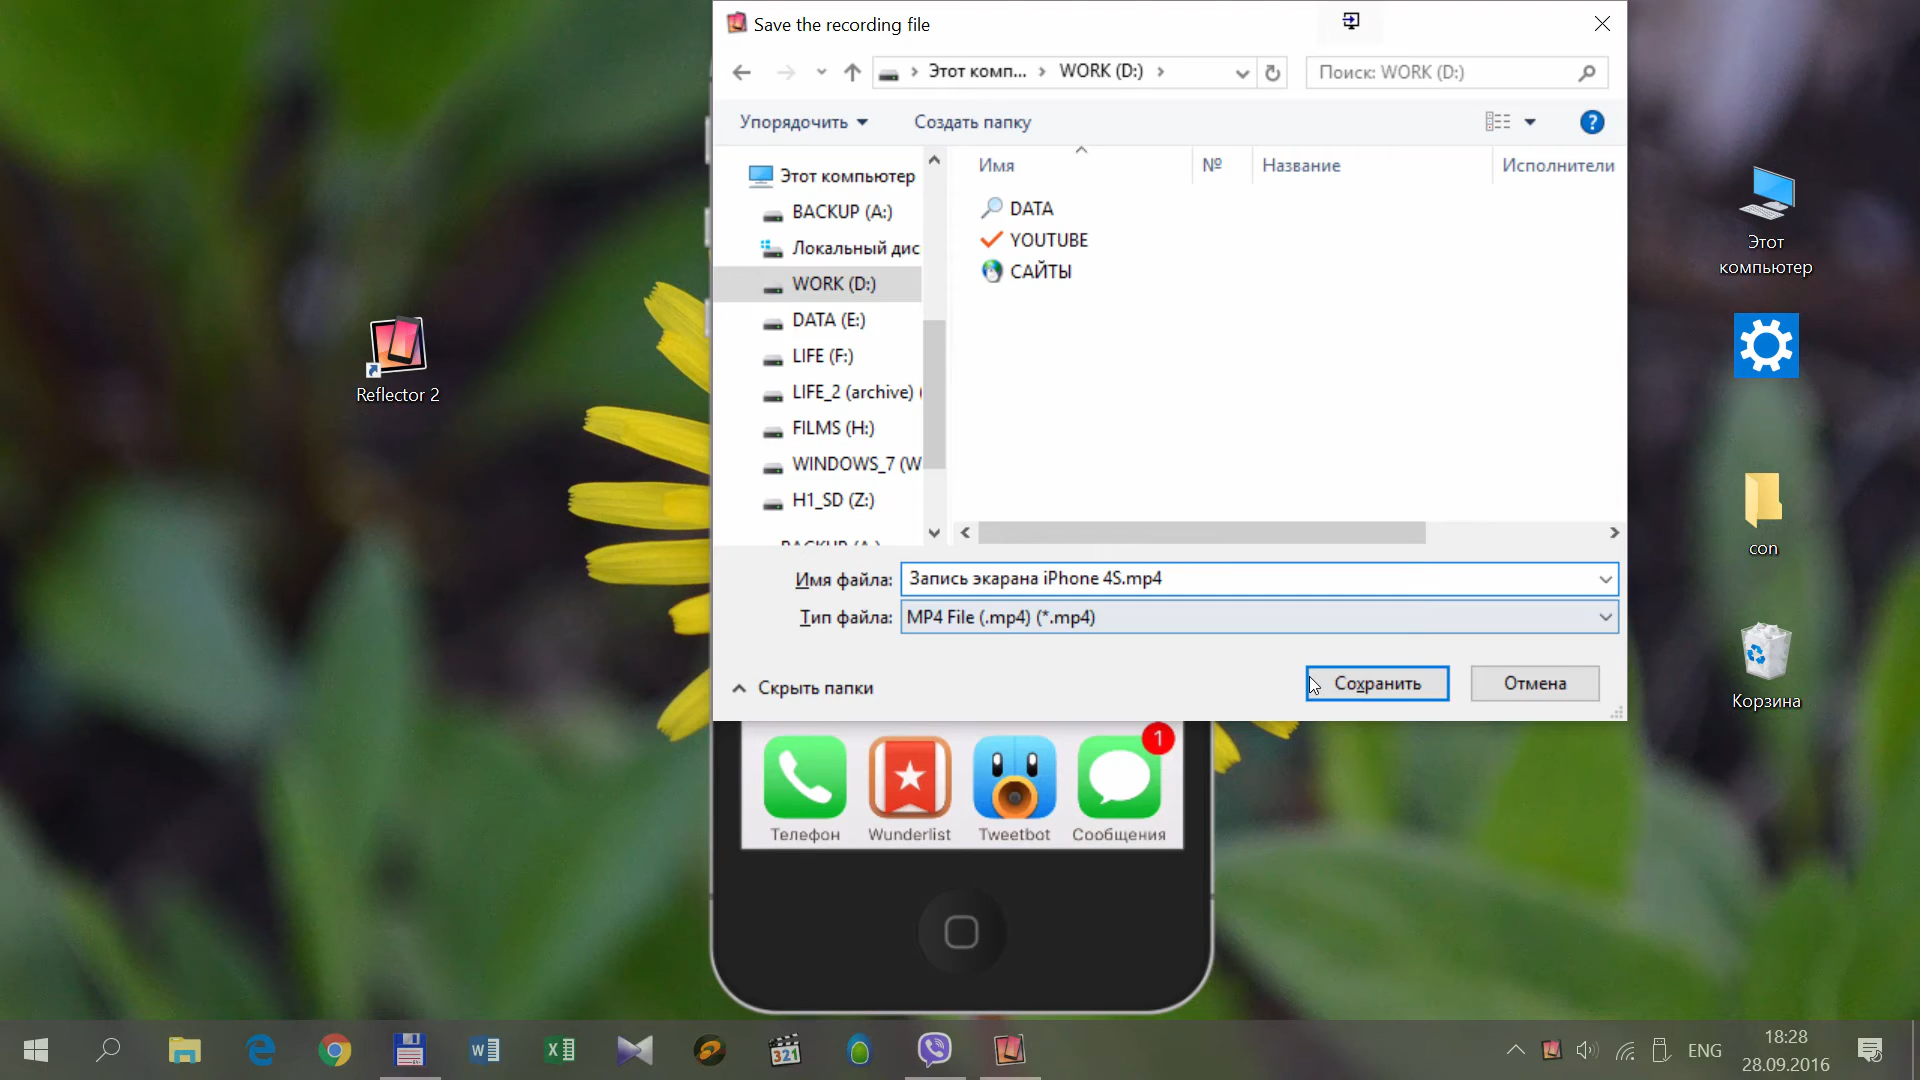 Save the recording file
Этот комп... WORK (D:)
Поиск: WORK (D:)
Упорядочить
Создать папку
?
Имя
№
Название
Исполнители
Этот компьютер
BACKUP (A:)
Локальный дис
WORK (D:)
DATA (E:)
LIFE (F:)
LIFE_2 (archive) (
FILMS (H:)
WINDOWS_7 (W
H1_SD (Z:)
BACKUP (A:)
DATA
YOUTUBE
САЙТЫ
Имя файла:
Запись экарана iPhone 4S.mp4
Тип файла:
MP4 File (.mp4) (*.mp4)
Скрыть папки
Сохранить
Отмена
Reflector 2
Этот
компьютер
con
Корзина
1
Телефон
Wunderlist
Tweetbot
Сообщения
321
ENG
18:28
28.09.2016